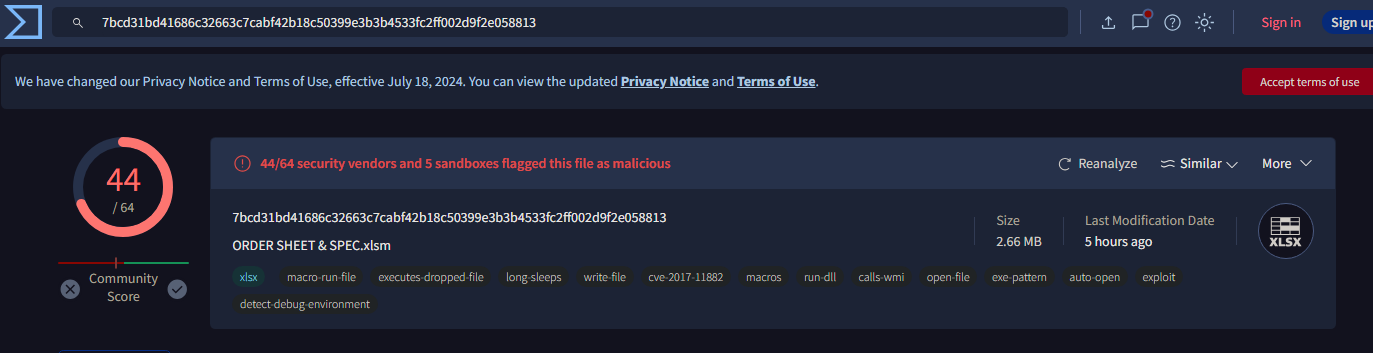 7bcd31bd41686c32663c7cabf42b18c50399e3b3b4533fc2ff002d9f2e058813
Sign in
Sign up
We have changed our Privacy Notice and Terms of Use, effective July 18, 2024. You can view the updated Privacy Notice and Terms of Use.
Accept terms of use
44
/ 64
Community
Score
44/64 security vendors and 5 sandboxes flagged this file as malicious
Reanalyze
Similar
More
7bcd31bd41686c32663c7cabf42b18c50399e3b3b4533fc2ff002d9f2e058813
ORDER SHEET & SPEC.xlsm
Size
2.66 MB
Last Modification Date
5 hours ago
XLSX
xlsx macro-run-file executes-dropped-file long-sleeps write-file cve-2017-11882 macros run-dll calls-wmi open-file exe-pattern auto-open exploit
detect-debug-environment